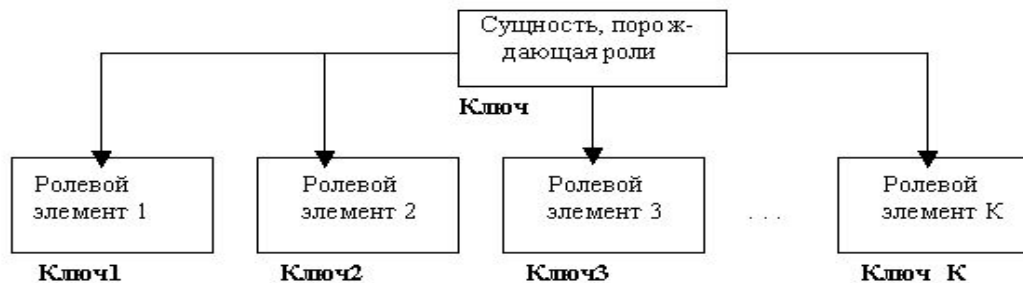 Сущность, порож-
дающая роли
Ключ
Ролевой
элемент 1
Ролевой
элемент 2
Ролевой
элемент 3
. . .
Ролевой
элемент К
Ключ1
Ключ2
Ключ3
Ключ К